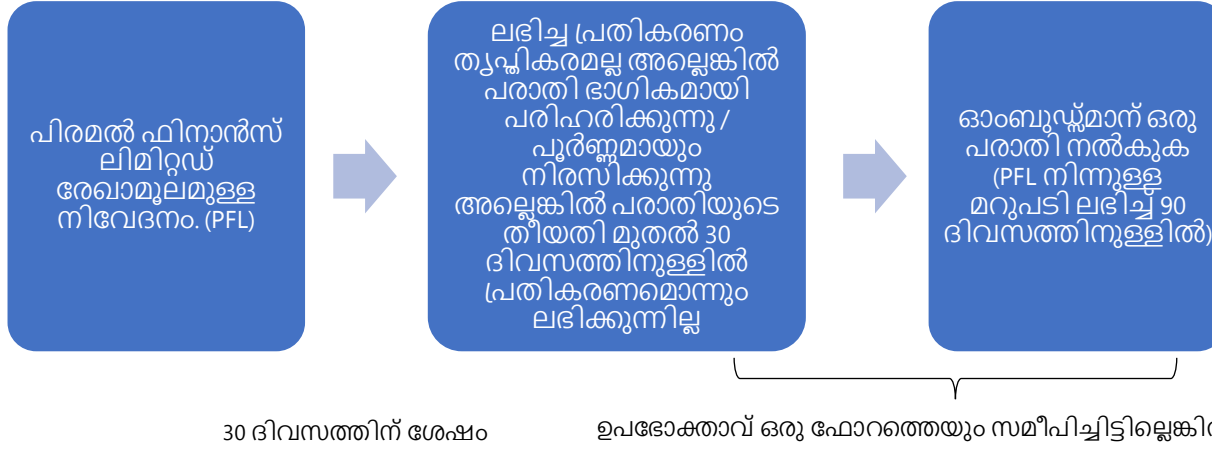 പിരമൽ ഫിനാൻസ്
ലിമിറ്റഡ്
രേഖാമൂലമുള്ള
നിവേദനം. (PFL)
ലഭിച്ച പ്രതികരണം
തൃപ്തികരമല്ല അല്ലെങ്കിൽ
പരാതി ഭാഗികമായി
പരിഹരിക്കുന്നു /
പൂർണ്ണമായും
നിരസിക്കുന്നു
അല്ലെങ്കിൽ പരാതിയുടെ
തീയതി മുതൽ 30
ദിവസത്തിനുള്ളിൽ
പ്രതികരണമൊന്നും
ലഭിക്കുന്നില്ല
ഓംബുഡ്സ്മാന് ഒരു
പരാതി നൽകുക
(PFL നിന്നുള്ള
മറുപടി ലഭിച്ച് 90
ദിവസത്തിനുള്ളിൽ)
30 ദിവസത്തിന് ശേഷം
ഉപഭോക്താവ് ഒരു ഫോറത്തെയും സമീപിച്ചിട്ടില്ലെങ്കിൽ